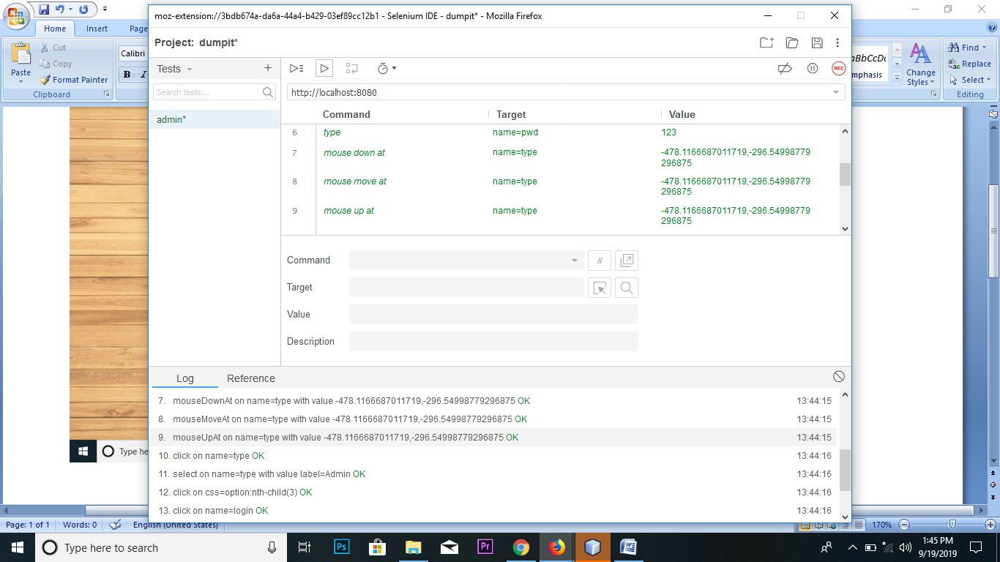 moz-extension://3bdb674a-da6a-44a4-b429-03ef89cc12b1 - Selenium IDE - dumpit* - Mozilla Firefox
Home Insert Page
Project: dumpit*
Cut
Copy
Format Painter
Paste
Clipboard
Calibri
B I
Find
Replace
Select
Editing
Change
Styles
mphasis
Tests
+
REC
Search tests...
http://localhost:8080
admin*
Command Target Value
6 type name=pwd 123
7 mouse down at name=type -478.1166687011719,-296.54998779
296875
8 mouse move at name=type -478.1166687011719,-296.54998779
296875
9 mouse up at name=type -478.1166687011719,-296.54998779
296875
Command //
Target
Value
Description
Log Reference
7. mouseDownAt on name=type with value -478.1166687011719,-296.54998779296875 OK 13:44:15
8. mouseMoveAt on name=type with value -478.1166687011719,-296.54998779296875 OK 13:44:15
9. mouseUpAt on name=type with value -478.1166687011719,-296.54998779296875 OK 13:44:15
10. click on name=type OK 13:44:16
11. select on name=type with value label=Admin OK 13:44:16
12. click on css=option:nth-child(3) OK 13:44:16
13. click on name=login OK 13:44:16
Type he
Page: 1 of 1 Words: 0 English (United States) 170%
Type here to search
Ps
Pr
W
1:45 PM
9/19/2019